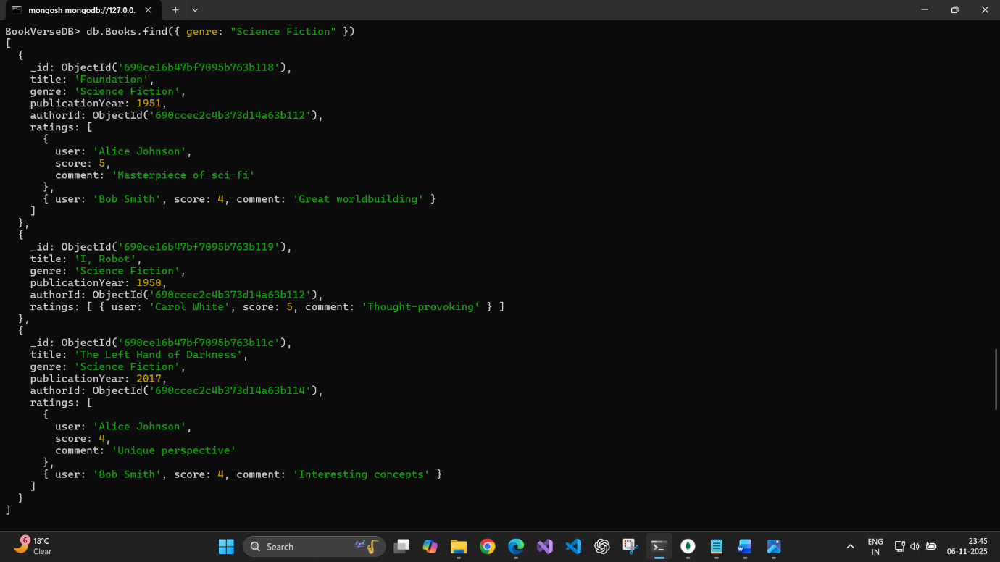 mongosh mongodb://127.0.0.
BookVerseDB> db.Books.find({ genre: "Science Fiction" })
[
  {
    _id: ObjectId('690ce16b47bf7095b763b118'),
    title: 'Foundation',
    genre: 'Science Fiction',
    publicationYear: 1951,
    authorId: ObjectId('690ccec2c4b373d14a63b112'),
    ratings: [
      {
        user: 'Alice Johnson',
        score: 5,
        comment: 'Masterpiece of sci-fi'
      },
      { user: 'Bob Smith', score: 4, comment: 'Great worldbuilding' }
    ]
  },
  {
    _id: ObjectId('690ce16b47bf7095b763b119'),
    title: 'I, Robot',
    genre: 'Science Fiction',
    publicationYear: 1950,
    authorId: ObjectId('690ccec2c4b373d14a63b112'),
    ratings: [ { user: 'Carol White', score: 5, comment: 'Thought-provoking' } ]
  },
  {
    _id: ObjectId('690ce16b47bf7095b763b11c'),
    title: 'The Left Hand of Darkness',
    genre: 'Science Fiction',
    publicationYear: 2017,
    authorId: ObjectId('690ccec2c4b373d14a63b114'),
    ratings: [
      {
        user: 'Alice Johnson',
        score: 4,
        comment: 'Unique perspective'
      },
      { user: 'Bob Smith', score: 4, comment: 'Interesting concepts' }
    ]
  }
]
6
18°C
Clear
Search
ENG
IN
23:45
06-11-2025